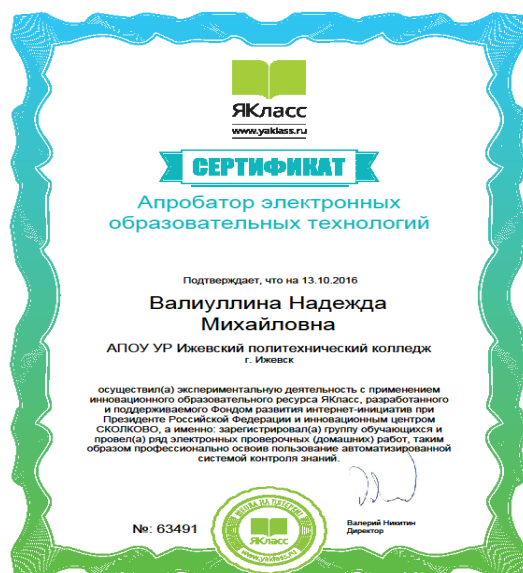 ЯКласс
www.yaklass.ru
СЕРТИФИКАТ
Апробатор электронных
образовательных технологий
Подтверждает, что на 13.10.2016
Валиуллина Надежда
Михайловна
АПОУ УР Ижевский политехнический колледж
г. Ижевск
осуществил(а) экспериментальную деятельность с применением
инновационного образовательного ресурса ЯКласс, разработанного
и поддерживаемого Фондом развития интернет-инициатив при
Президенте Российской Федерации и инновационным центром
СКОЛКОВО, а именно: зарегистрировал(а) группу обучающихся и
провел(а) ряд электронных проверочных (домашних) работ, таким
образом профессионально освоив пользование автоматизированной
системой контроля знаний.
№: 63491
ЯКласс
www.yaklass.ru
Валерий Никитин
Директор